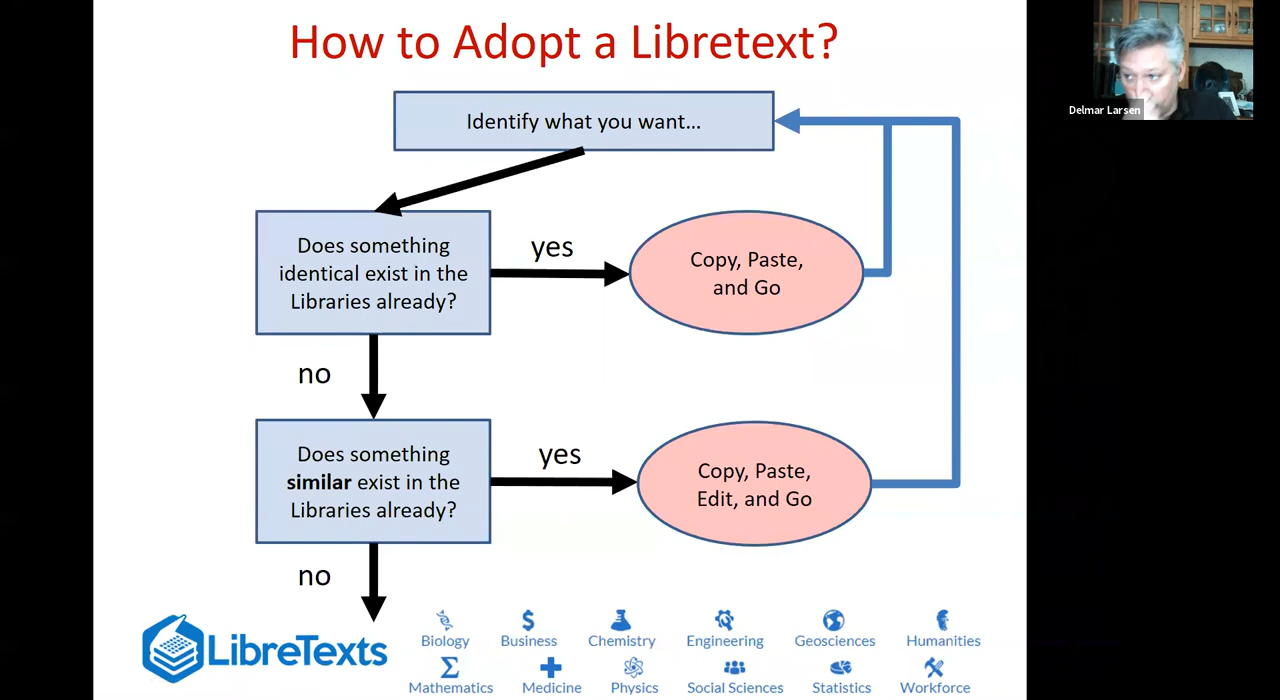 How to Adopt a Libretext?
Delmar Larsen
Identify what you want...
Does something
identical exist in the
Libraries already?
yes
Copy, Paste,
and Go
no
Does something
similar exist in the
Libraries already?
yes
Copy, Paste,
Edit, and Go
no
LibreTexts
Biology
Business
Chemistry
Engineering
Geosciences
Humanities
Mathematics
Medicine
Physics
Social Sciences
Statistics
Workforce